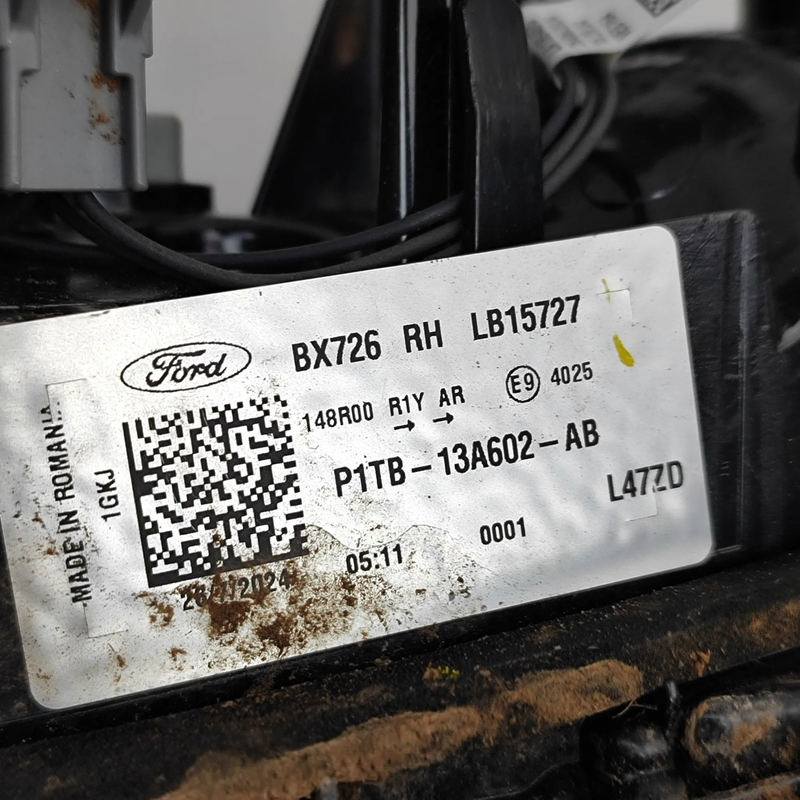 Ford
BX726 RH LB15727
148R00 R1Y AR
E9 4025
P1TB-13A602-AB
L47ZD
MADE IN ROMANIA
1GKJ
05:11
0001